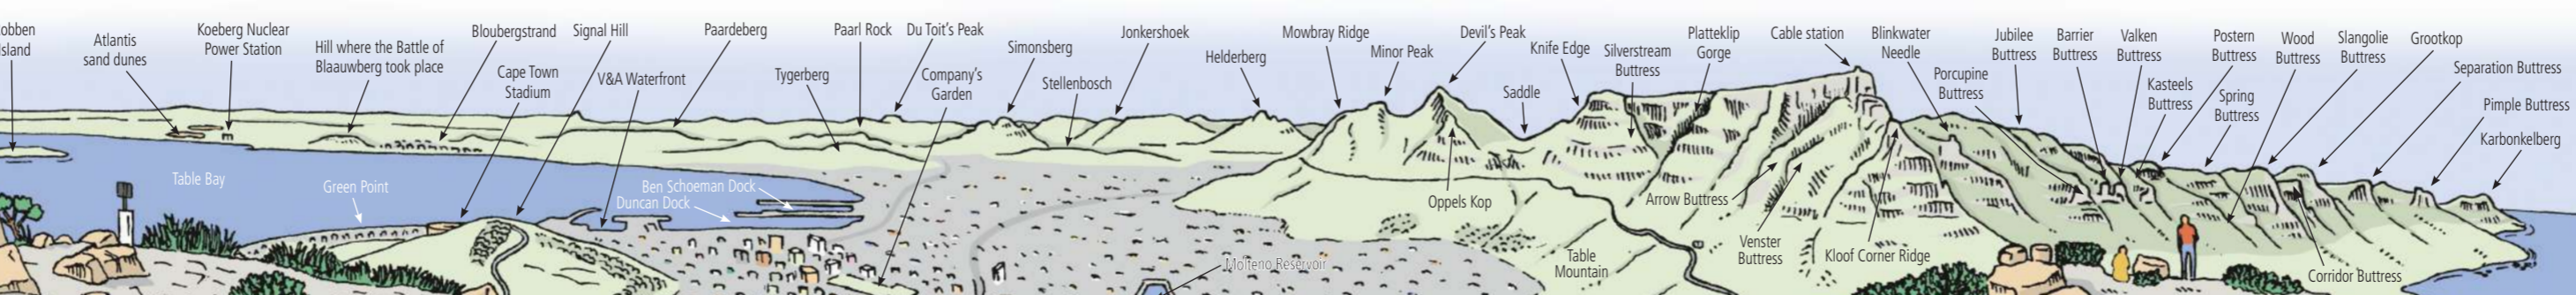 obben
Island
Atlantis
sand dunes
Koeberg Nuclear
Power Station
Hill where the Battle of
Blaauwberg took place
Bloubergstrand
Cape Town
Stadium
Signal Hill
V&A Waterfront
Paardeberg
Tygerberg
Paarl Rock
Du Toit's Peak
Company's
Garden
Simonsberg
Stellenbosch
Jonkershoek
Helderberg
Mowbray Ridge
Minor Peak
Devil's Peak
Saddle
Knife Edge
Silverstream
Buttress
Platteklip
Gorge
Cable station
Blinkwater
Needle
Porcupine
Buttress
Jubilee
Buttress
Barrier
Buttress
Valken
Buttress
Kasteels
Buttress
Postern
Buttress
Spring
Buttress
Wood
Buttress
Slangolie
Buttress
Grootkop
Separation Buttress
Pimple Buttress
Karbonkelberg
Table Bay
Green Point
Ben Schoeman Dock
Duncan Dock
Molteno Reservoir
Oppels Kop
Table
Mountain
Arrow Buttress
Venster
Buttress
Kloof Corner Ridge
Corridor Buttress